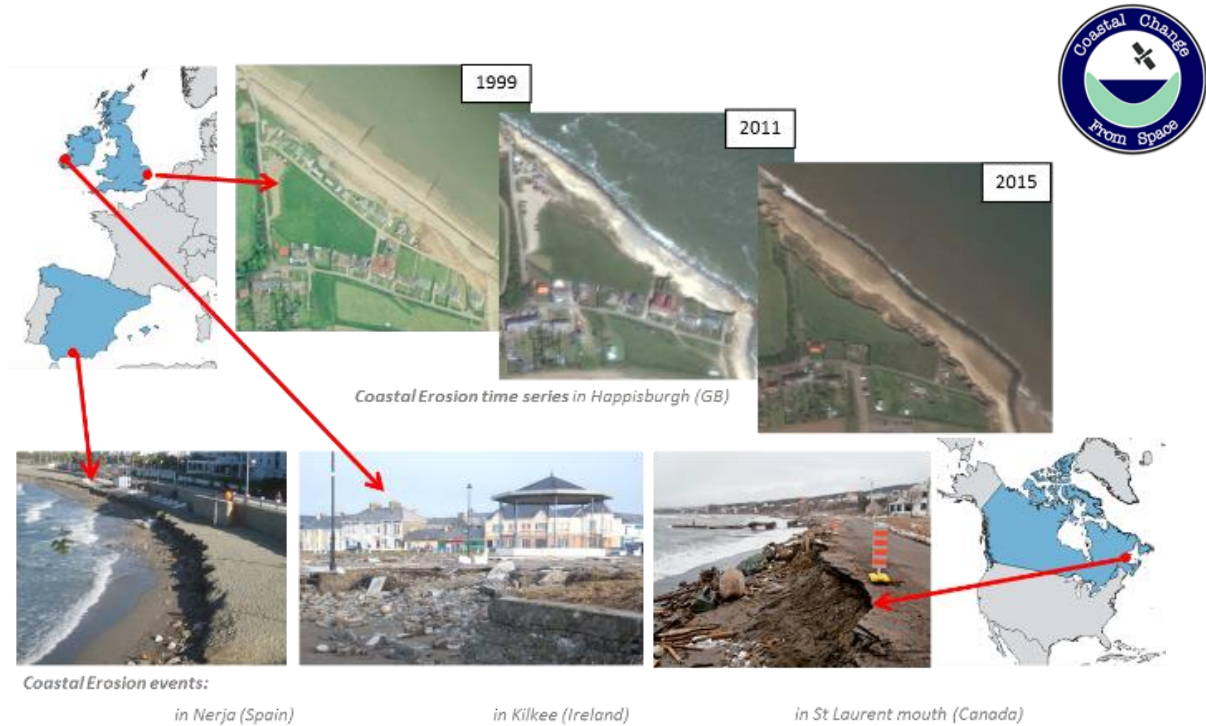 Coastal Change
From Space
1999
2011
2015
Coastal Erosion time series in Happisburgh (GB)
Coastal Erosion events:
in Nerja (Spain)
in Kilkee (Ireland)
in St Laurent mouth (Canada)